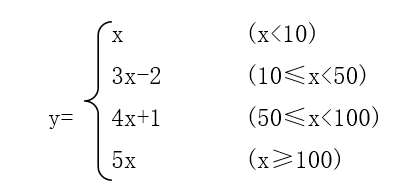 x (x<10)
3x-2 (10≤x<50)
y= 4x+1 (50≤x<100)
5x (x≥100)